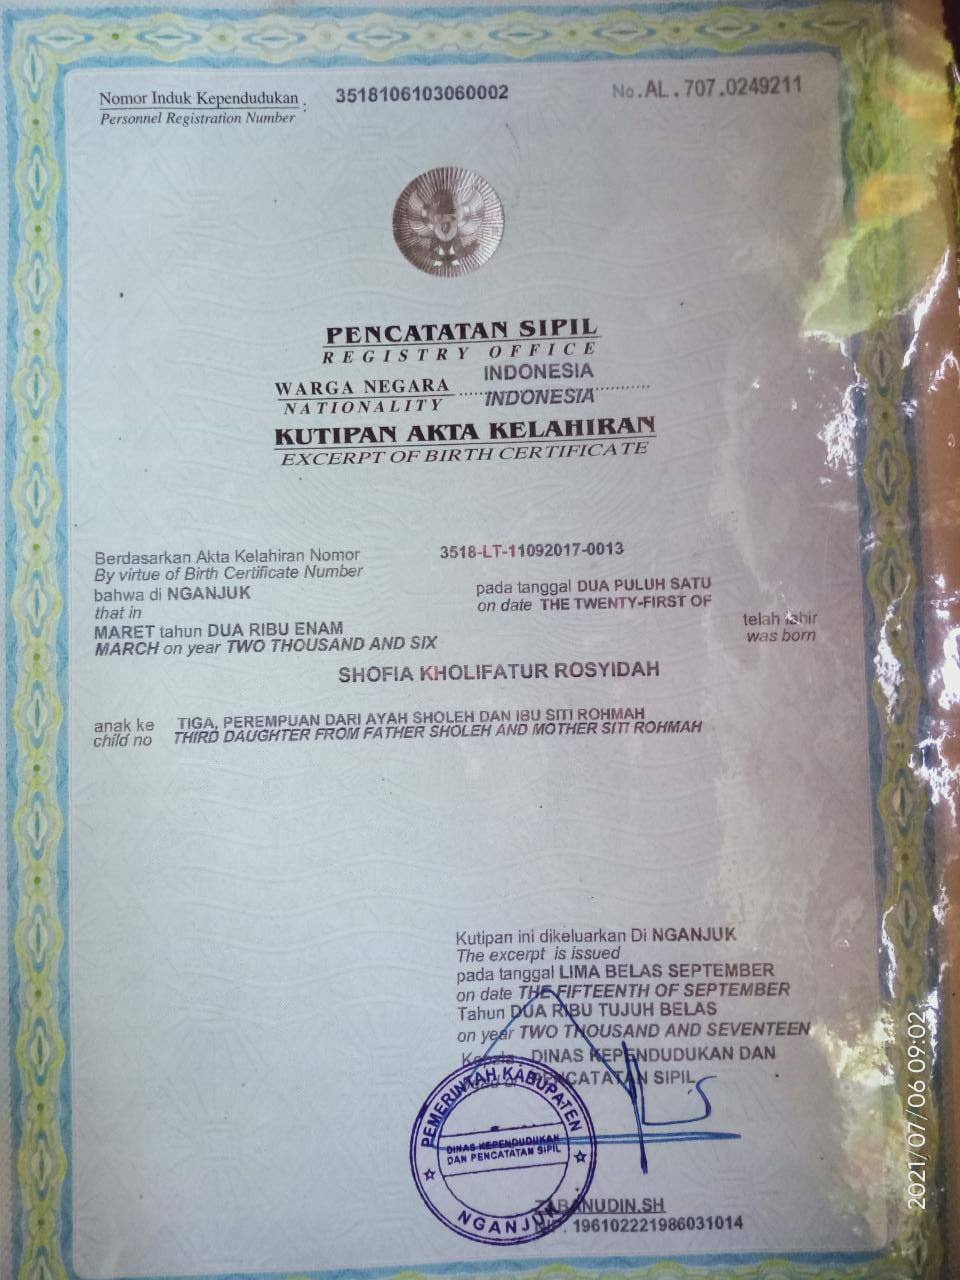 Nomor Induk Kependudukan : 3518106103060002 No.AL.707.0249211
Personnel Registration Number
PENCATATAN SIPIL
REGISTRY OFFICE
WARGA NEGARA INDONESIA
NATIONALITY INDONESIA
KUTIPAN AKTA KELAHIRAN
EXCERPT OF BIRTH CERTIFICATE
Berdasarkan Akta Kelahiran Nomor 3518-LT-11092017-0013
By virtue of Birth Certificate Number
bahwa di NGANJUK pada tanggal DUA PULUH SATU
that in on date THE TWENTY-FIRST OF
MARET tahun DUA RIBU ENAM telah lahir
MARCH on year TWO THOUSAND AND SIX was born
SHOFIA KHOLIFATUR ROSYIDAH
anak ke TIGA, PEREMPUAN DARI AYAH SHOLEH DAN IBU SITI ROHMAH
child no THIRD DAUGHTER FROM FATHER SHOLEH AND MOTHER SITI ROHMAH
Kutipan ini dikeluarkan Di NGANJUK
The excerpt is issued
pada tanggal LIMA BELAS SEPTEMBER
on date THE FIFTEENTH OF SEPTEMBER
Tahun DUA RIBU TUJUH BELAS
on year TWO THOUSAND AND SEVENTEEN
Kepala, DINAS KEPENDUDUKAN DAN
PENCATATAN SIPIL
PEMERINTAH KABUPATEN
DINAS KEPENDUDUKAN
DAN PENCATATAN SIPIL
NGANJUK
NIP. 196102221986031014
2021/07/06 09:02